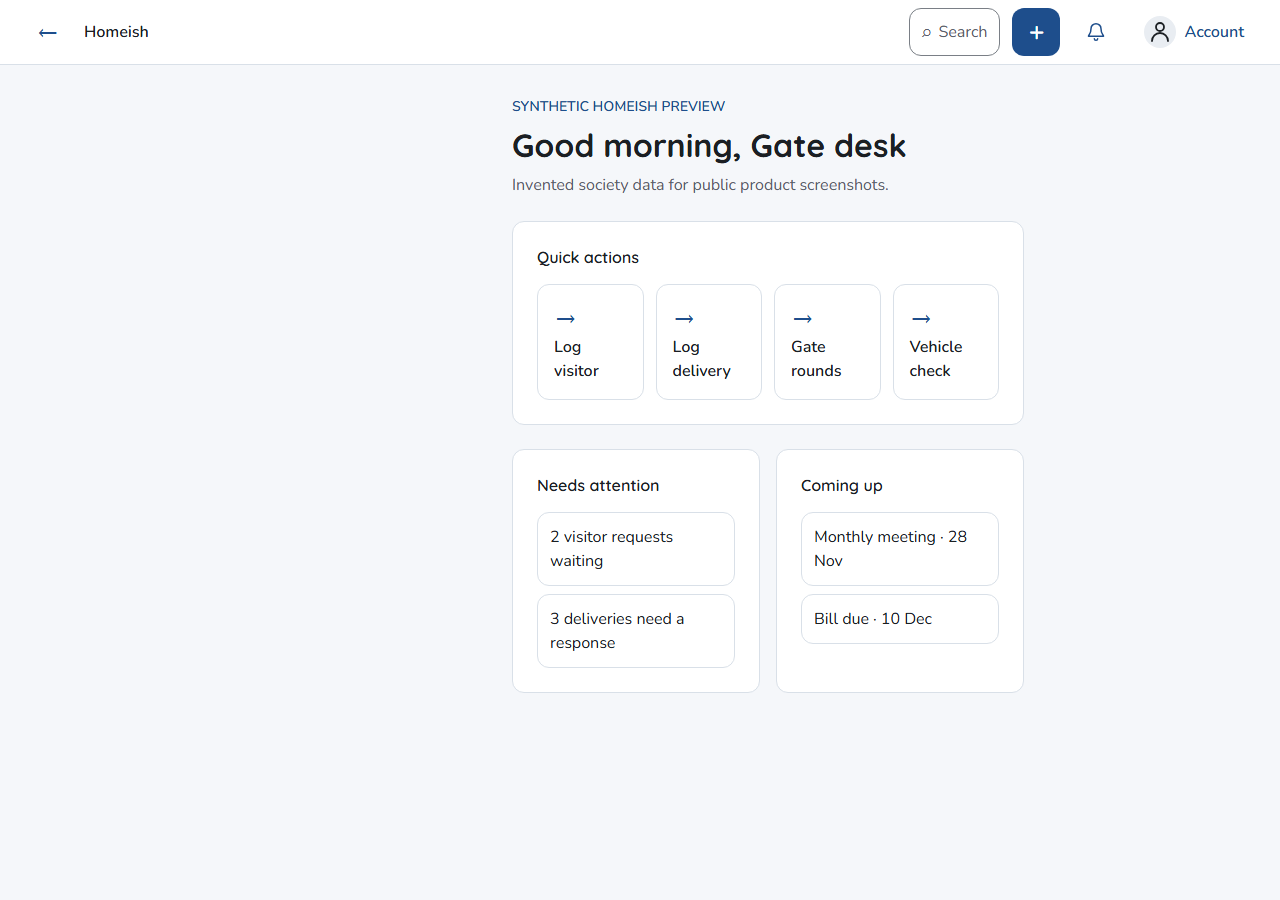 Homeish
Search
Account
SYNTHETIC HOMEISH PREVIEW
Good morning, Gate desk
Invented society data for public product screenshots.
Quick actions
→
Log
visitor
→
Log
delivery
→
Gate
rounds
→
Vehicle
check
Needs attention
2 visitor requests
waiting
3 deliveries need a
response
Coming up
Monthly meeting · 28
Nov
Bill due · 10 Dec